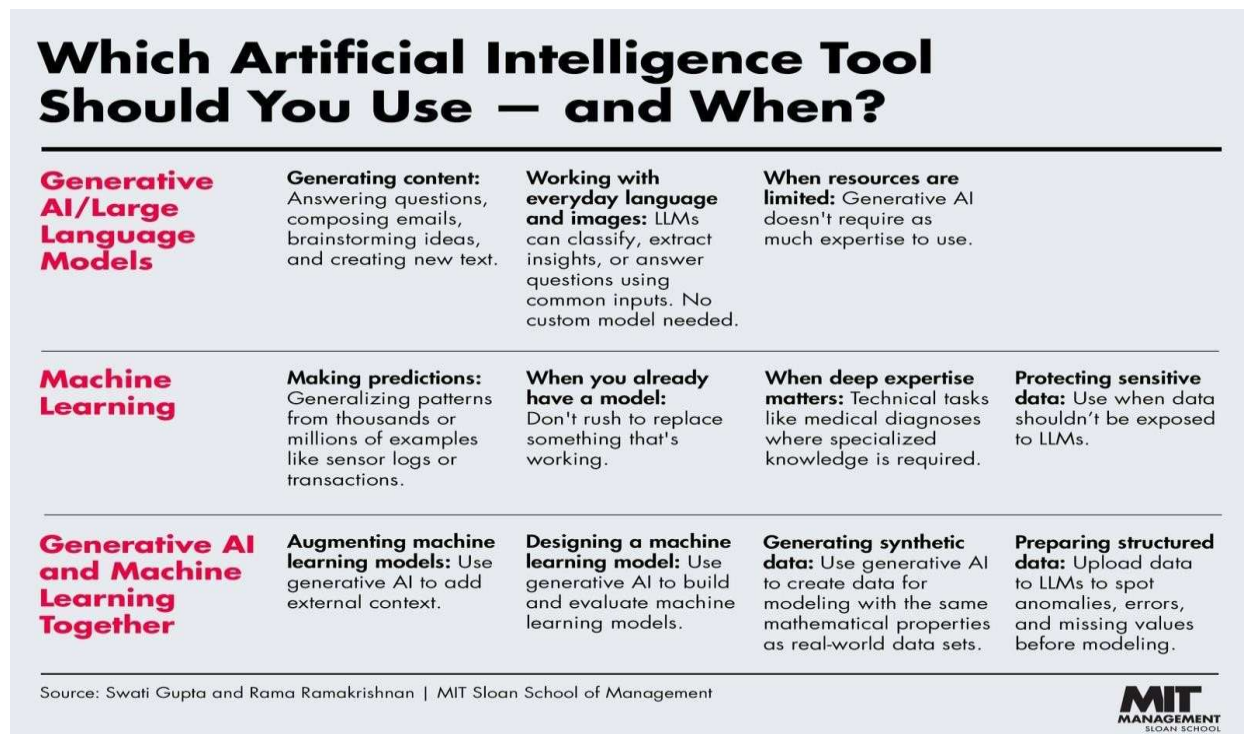 Which Artificial Intelligence Tool
Should You Use — and When?
Generative
AI/Large
Language
Models
Generating content:
Answering questions,
composing emails,
brainstorming ideas,
and creating new text.
Working with
everyday language
and images: LLMs
can classify, extract
insights, or answer
questions using
common inputs. No
custom model needed.
When resources are
limited: Generative AI
doesn't require as
much expertise to use.
Machine
Learning
Making predictions:
Generalizing patterns
from thousands or
millions of examples
like sensor logs or
transactions.
When you already
have a model:
Don't rush to replace
something that's
working.
When deep expertise
matters: Technical tasks
like medical diagnoses
where specialized
knowledge is required.
Protecting sensitive
data: Use when data
shouldn’t be exposed
to LLMs.
Generative AI
and Machine
Learning
Together
Augmenting machine
learning models: Use
generative AI to add
external context.
Designing a machine
learning model: Use
generative AI to build
and evaluate machine
learning models.
Generating synthetic
data: Use generative AI
to create data for
modeling with the same
mathematical properties
as real-world data sets.
Preparing structured
data: Upload data
to LLMs to spot
anomalies, errors,
and missing values
before modeling.
Source: Swati Gupta and Rama Ramakrishnan | MIT Sloan School of Management
MIT
MANAGEMENT
SLOAN SCHOOL